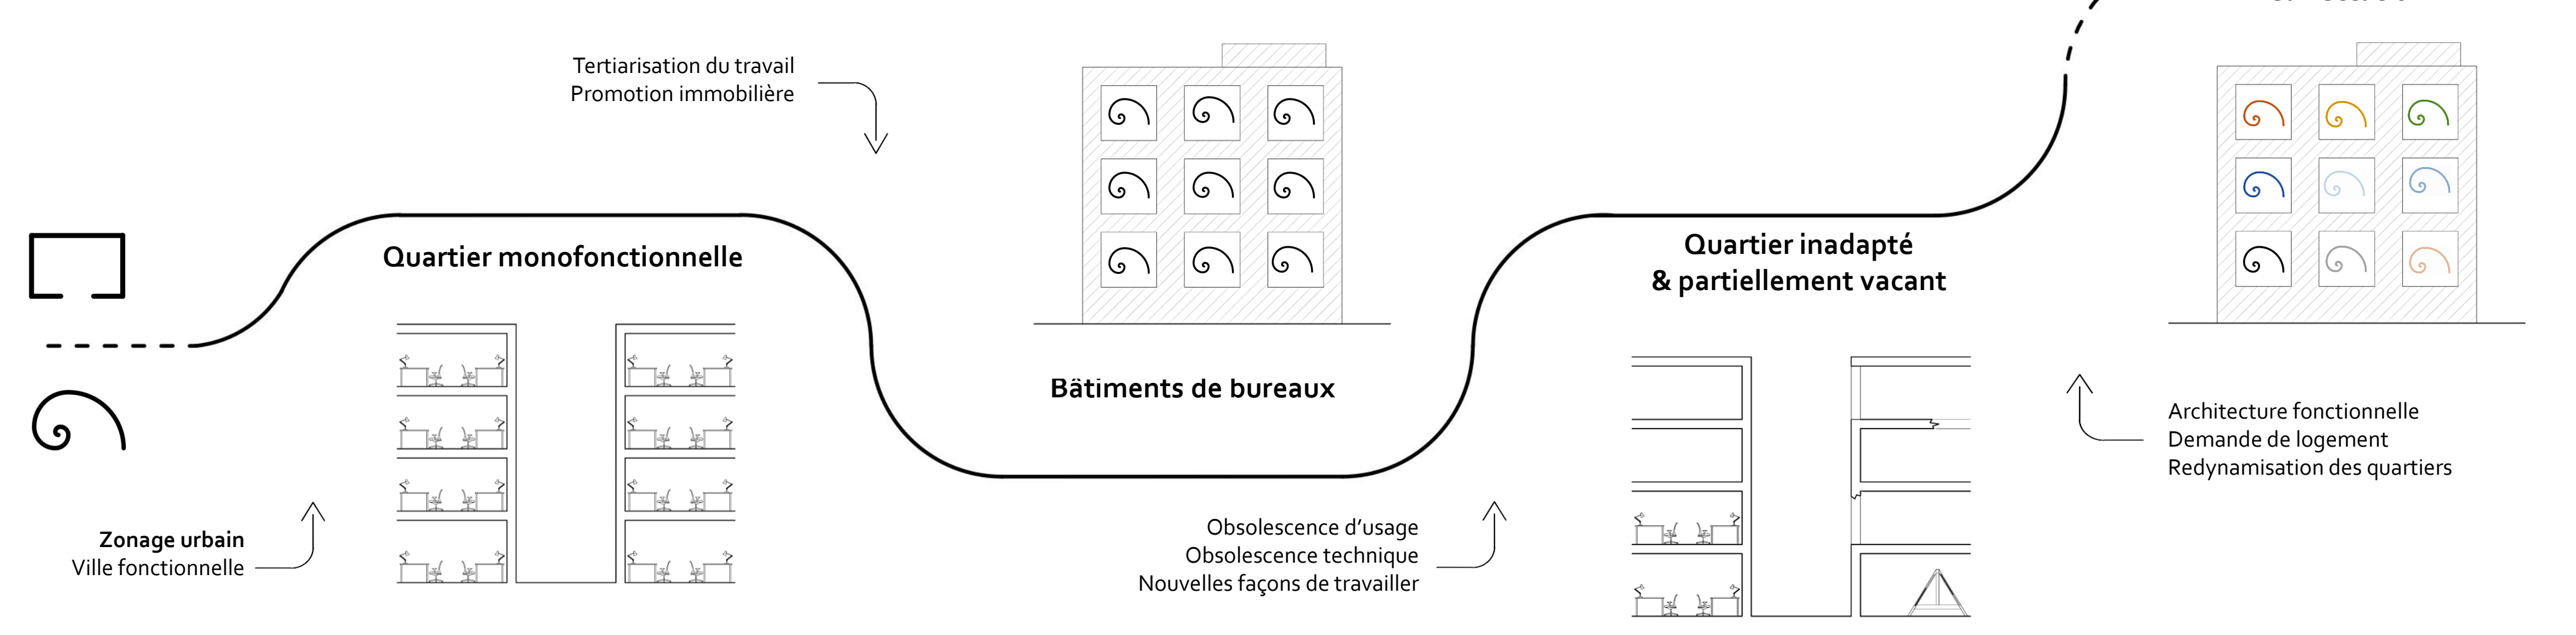 Tertiarisation du travail
Promotion immobilière
Quartier monofonctionnelle
Zonage urbain
Ville fonctionnelle
Bâtiments de bureaux
Obsolescence d'usage
Obsolescence technique
Nouvelles façons de travailler
Quartier inadapté
& partiellement vacant
Architecture fonctionnelle
Demande de logement
Redynamisation des quartiers